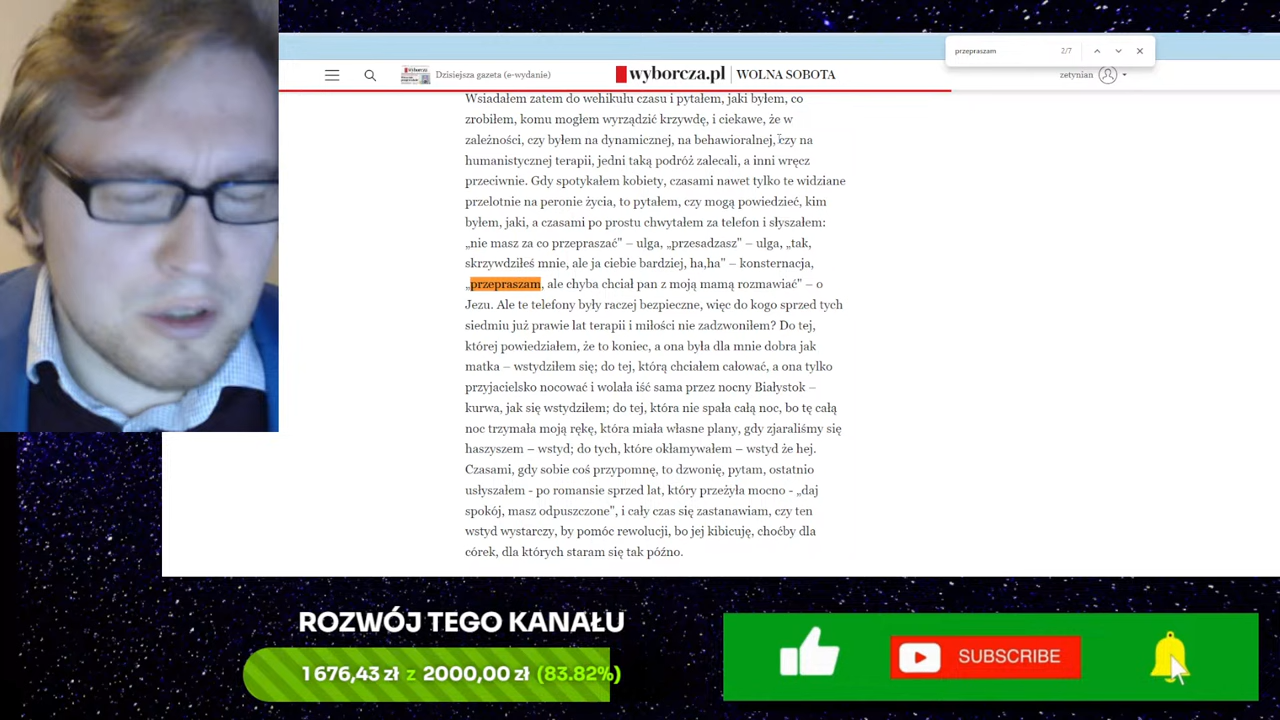 przepraszam 2/7
Dzisiejsza gazeta (e-wydanie) wyborcza.pl | WOLNA SOBOTA zetynian
Wsiadałem zatem do wehikułu czasu i pytałem, jaki byłem, co
zrobiłem, komu mogłem wyrządzić krzywdę, i ciekawe, że w
zależności, czy byłem na dynamicznej, na behawioralnej, czy na
humanistycznej terapii, jedni taką podróż zalecali, a inni wręcz
przeciwnie. Gdy spotykałem kobiety, czasami nawet tylko te widziane
przelotnie na peronie życia, to pytałem, czy mogą powiedzieć, kim
byłem, jaki, a czasami po prostu chwytałem za telefon i słyszałem:
„nie masz za co przepraszać" – ulga, „przesadzasz" – ulga, „tak,
skrzywdziłeś mnie, ale ja ciebie bardziej, ha,ha" – konsternacja,
„przepraszam, ale chyba chciał pan z moją mamą rozmawiać" – o
Jezu. Ale te telefony były raczej bezpieczne, więc do kogo sprzed tych
siedmiu już prawie lat terapii i miłości nie zadzwoniłem? Do tej,
której powiedziałem, że to koniec, a ona była dla mnie dobra jak
matka – wstydziłem się; do tej, którą chciałem całować, a ona tylko
przyjacielsko nocować i wolała iść sama przez nocny Białystok –
kurwa, jak się wstydziłem; do tej, która nie spała całą noc, bo tę całą
noc trzymała moją rękę, która miała własne plany, gdy zjaraliśmy się
haszyszem – wstyd; do tych, które okłamywałem – wstyd że hej.
Czasami, gdy sobie coś przypomnę, to dzwonię, pytam, ostatnio
usłyszałem - po romansie sprzed lat, który przeżyła mocno - „daj
spokój, masz odpuszczone", i cały czas się zastanawiam, czy ten
wstyd wystarczy, by pomóc rewolucji, bo jej kibicuję, choćby dla
córek, dla których staram się tak późno.
ROZWÓJ TEGO KANAŁU
1 676,43 zł z 2000,00 zł (83.82%)
SUBSCRIBE